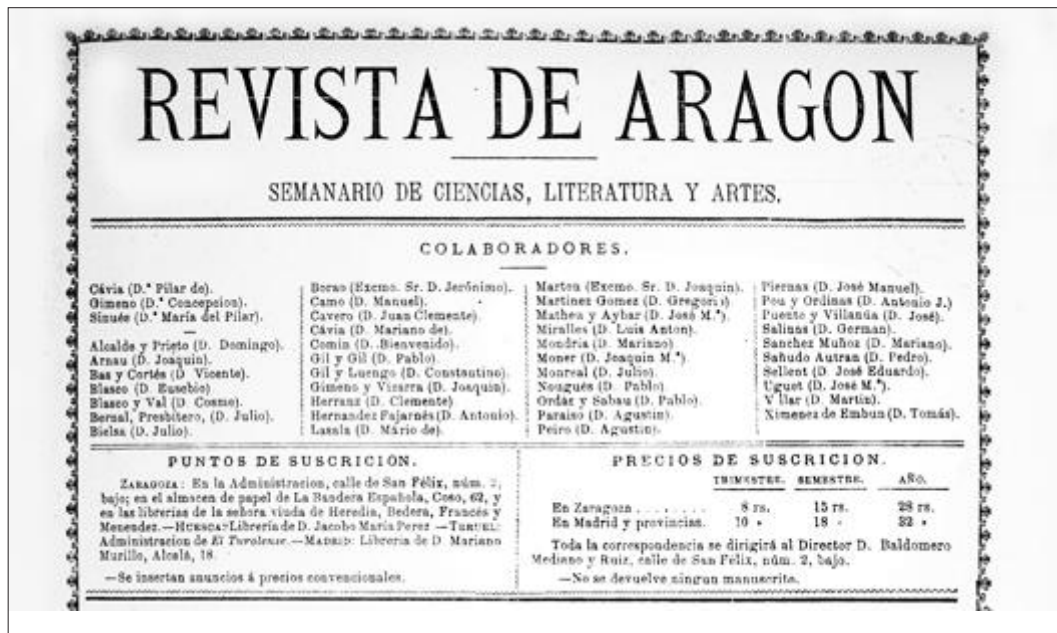 REVISTA DE ARAGON
SEMANARIO DE CIENCIAS, LITERATURA Y ARTES.
COLABORADORES.
Cávia (D.ª Pilar de).
Gimeno (D.ª Concepcion).
Sinués (D.ª María del Pilar).
—
Alcalde y Prieto (D. Domingo).
Arnau (D. Joaquin).
Bas y Cortés (D. Vicente).
Blasco (D. Eusebio)
Blasco y Val (D. Cosme).
Bernal, Presbitero, (D. Julio).
Bielsa (D. Julio).
Borao (Excmo. Sr. D. Jerónimo).
Camo (D. Manuel).
Cavero (D. Juan Clemente).
Cávia (D. Mariano de).
Comin (D. Bienvenido).
Gil y Gil (D. Pablo).
Gil y Luengo (D. Constantino).
Gimeno y Vizarra (D. Joaquin).
Herranz (D. Clemente)
Hernandez Fajarnés (D. Antonio).
Lasala (D. Mário de).
Marton (Excmo. Sr. D. Joaquin).
Martinez Gomez (D. Gregorio)
Matheu y Aybar (D. José M.ª).
Miralles (D. Luis Anton).
Mondria (D. Mariano)
Moner (D. Joaquin M.ª).
Monreal (D. Julio).
Nougués (D. Pablo).
Ordas y Sabau (D. Pablo).
Paraiso (D. Agustin).
Peiro (D. Agustin).
Piernas (D. José Manuel).
Pou y Ordinas (D. Antonio J.)
Puente y Villanúa (D. José).
Salinas (D. German).
Sanchez Muñoz (D. Mariano).
Sañudo Autran (D. Pedro).
Sellent (D. José Eduardo).
Uguet (D. José M.ª).
Villar (D. Martin).
Ximenez de Embun (D. Tomás).
PUNTOS DE SUSCRICION.
ZARAGOZA: En la Administracion, calle de San Félix, núm. 2,
bajo; en el almacen de papel de La Bandera Española, Coso, 62, y
en las librerias de la señora viuda de Heredia, Bedera, Francés y
Menendez.—HUESCA: Librería de D. Jacobo María Perez —TERUEL:
Administracion de El Turolense.—MADRID: Libreria de D. Mariano
Murillo, Alcalá, 18.
—Se insertan anuncios á precios convencionales.
PRECIOS DE SUSCRICION.
TRIMESTRE. SEMESTRE. AÑO.
En Zaragoza . . . . . . . 8 rs. 15 rs. 28 rs.
En Madrid y provincias. 10 » 18 » 32 »
Toda la correspondencia se dirigirá al Director D. Baldomero
Mediano y Ruiz, calle de San Felix, núm. 2, bajo.
—No se devuelve ningun manuscrito.